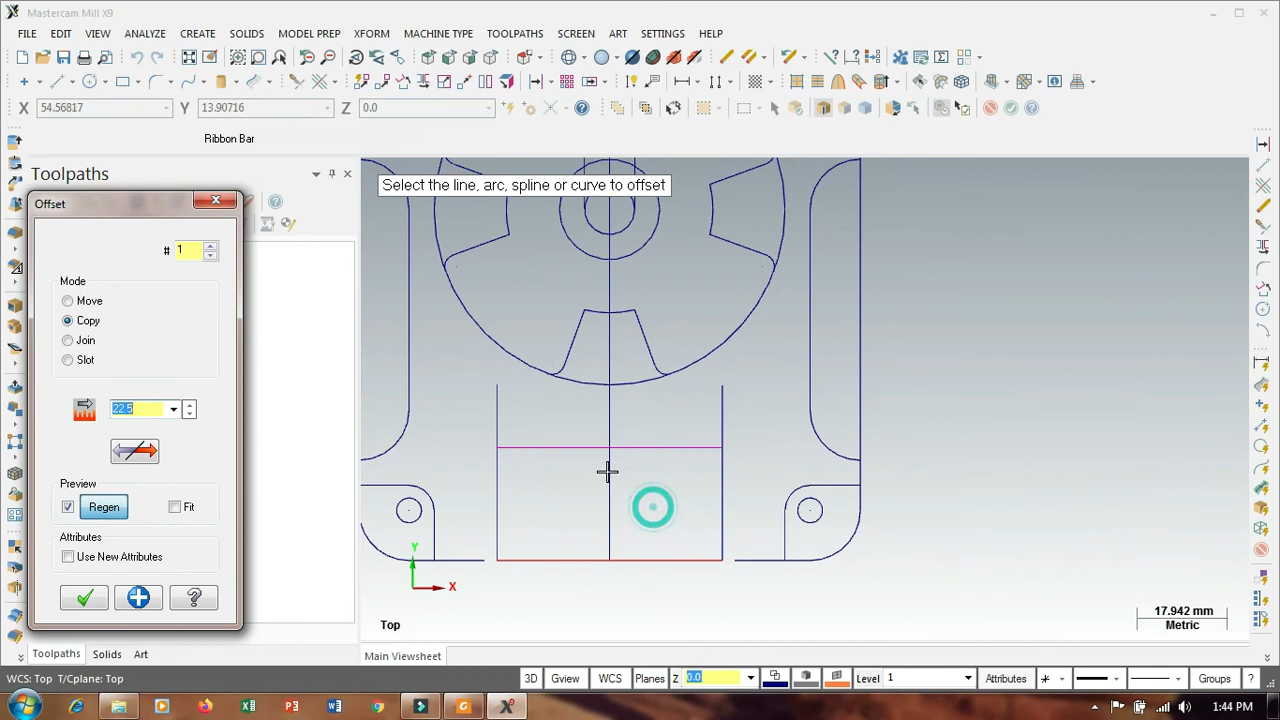 Mastercam Mill X9
FILE EDIT VIEW ANALYZE CREATE SOLIDS MODEL PREP XFORM MACHINE TYPE TOOLPATHS SCREEN ART SETTINGS HELP
X 54.56817 Y 13.90716 Z 0.0
Ribbon Bar
Toolpaths
Select the line, arc, spline or curve to offset
Offset
# 1
Mode
Move
Copy
Join
Slot
22.5
Preview
Regen Fit
Attributes
Use New Attributes
Y
X
Top
17.942 mm
Metric
Toolpaths Solids Art
Main Viewsheet
WCS: Top T/Cplane: Top
3D Gview WCS Planes Z 0.0 Level 1 Attributes Groups ?
1:44 PM